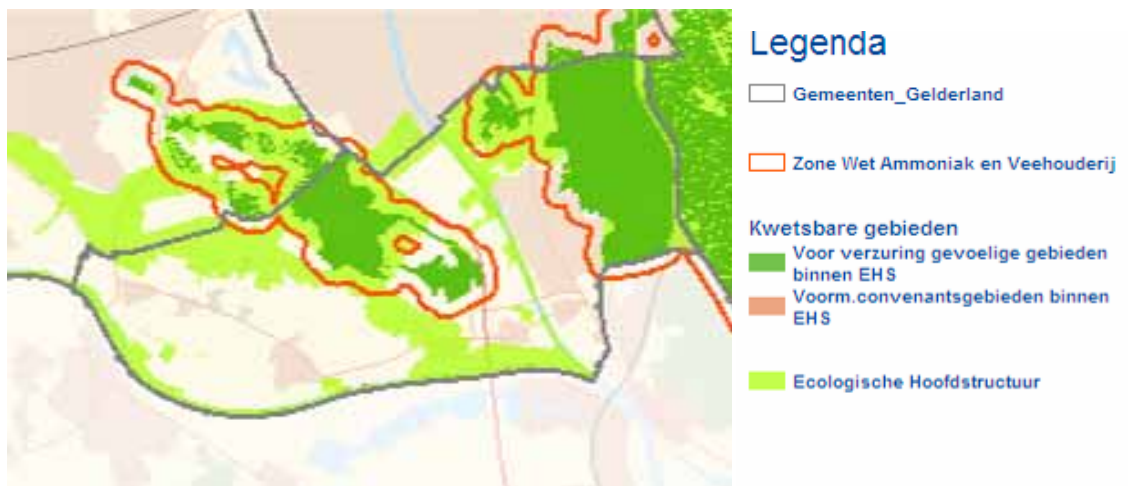 Legenda
Gemeenten_Gelderland
Zone Wet Ammoniak en Veehouderij
Kwetsbare gebieden
Voor verzuring gevoelige gebieden
binnen EHS
Voorm.convenantsgebieden binnen
EHS
Ecologische Hoofdstructuur